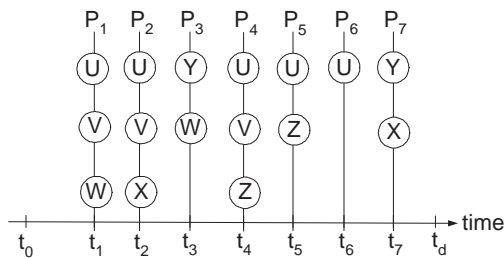 P1 P2 P3 P4 P5 P6 P7
U U Y U U U Y
V V W V Z X
W X Z
time
t0 t1 t2 t3 t4 t5 t6 t7 td